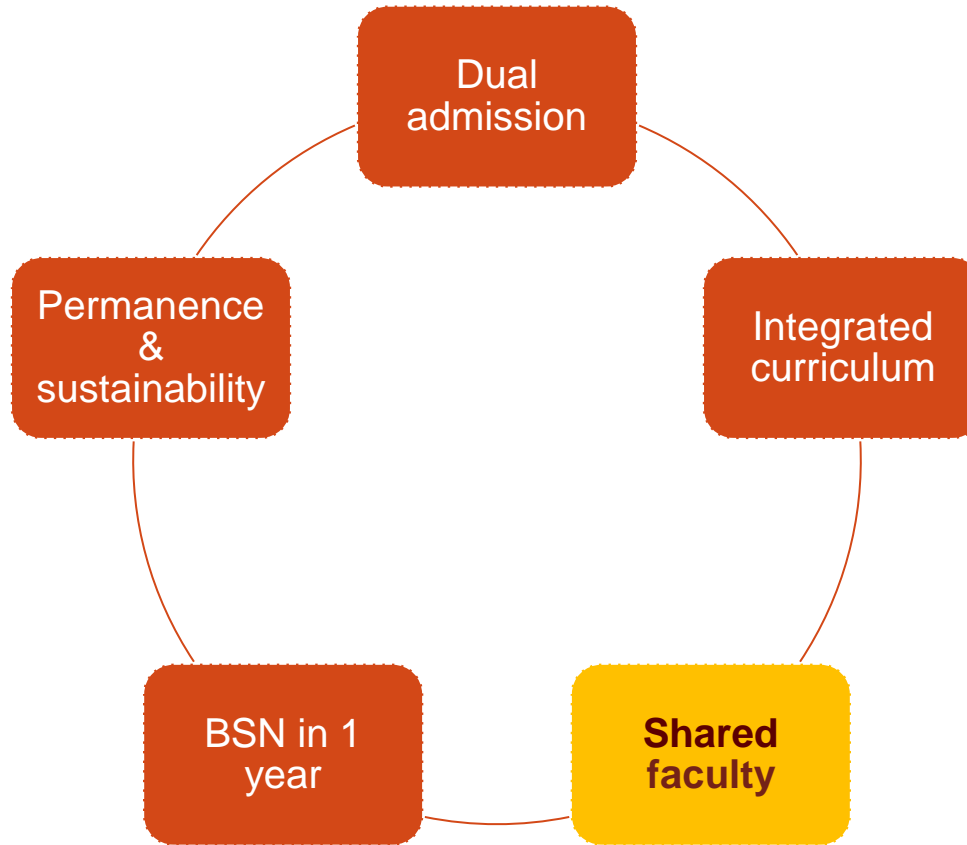 Dual
admission
Integrated
curriculum
Shared
faculty
BSN in 1
year
Permanence
&
sustainability